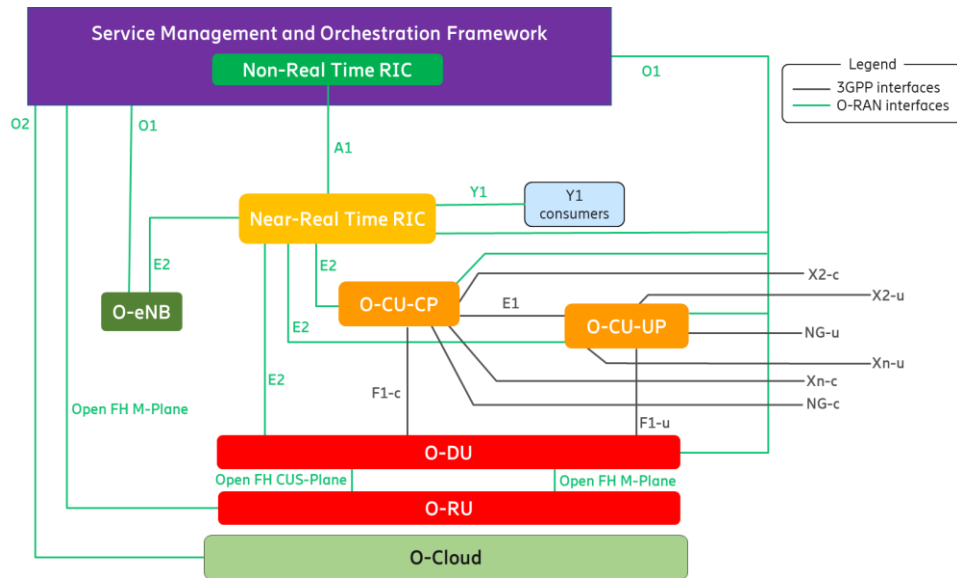 Service Management and Orchestration Framework
Non-Real Time RIC
O1
Legend
3GPP interfaces
O-RAN interfaces
O2
O1
A1
Near-Real Time RIC
Y1
Y1
consumers
E2
E2
O-eNB
O-CU-CP
E1
O-CU-UP
X2-c
X2-u
NG-u
Xn-u
Xn-c
NG-c
E2
E2
F1-c
F1-u
Open FH M-Plane
O-DU
Open FH CUS-Plane
Open FH M-Plane
O-RU
O-Cloud